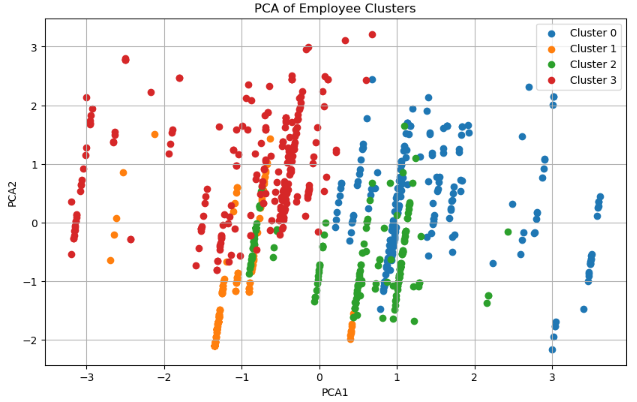 PCA of Employee Clusters
Cluster 0
Cluster 1
Cluster 2
Cluster 3
PCA2
3
2
1
0
−1
−2
−3
−2
−1
0
1
2
3
PCA1